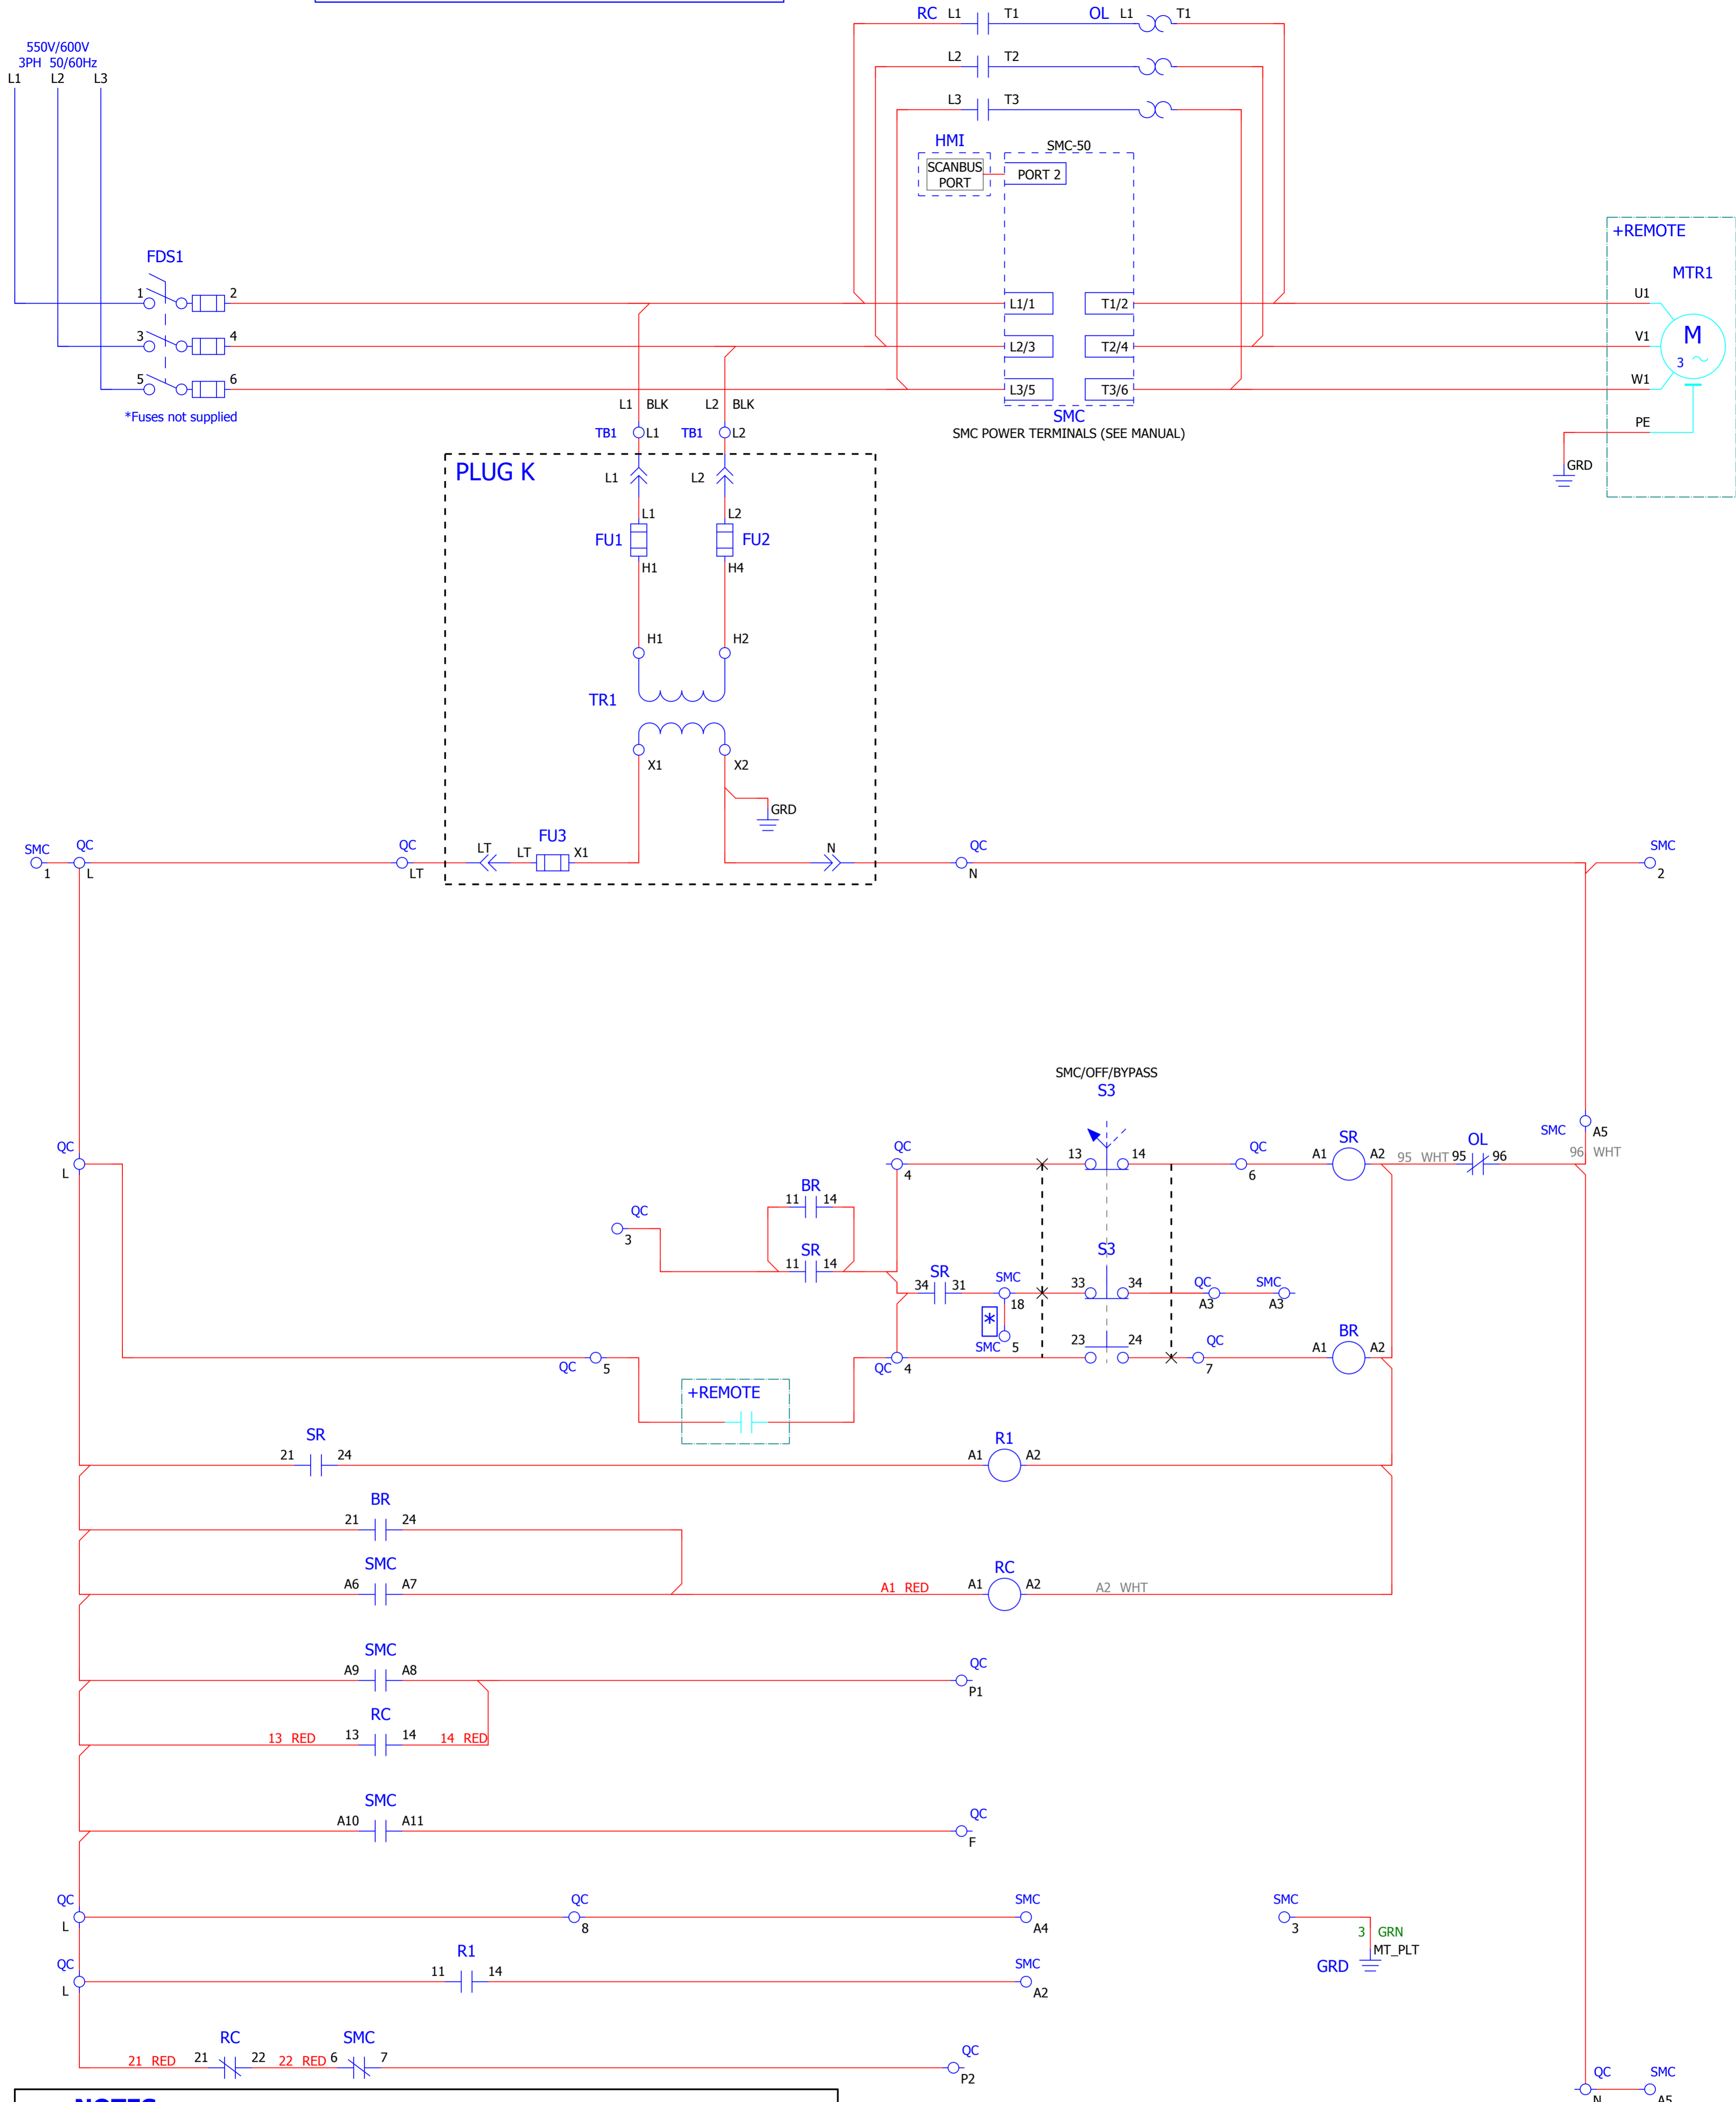 RC L1 T1 OL L1 T1
550V/600V
3PH 50/60Hz
L1 L2 L3
L2 T2
L3 T3
HMI
SMC-50
SCANBUS
PORT
PORT 2
+REMOTE
MTR1
FDS1
1 2
L1/1 T1/2
U1
3 4
L2/3 T2/4
V1
M
3
5 6
L3/5 T3/6
W1
*Fuses not supplied
L1 BLK L2 BLK
SMC
SMC POWER TERMINALS (SEE MANUAL)
PE
TB1 L1 TB1 L2
GRD
PLUG K
L1 L2
L1 L2
FU1 FU2
H1 H4
H1 H2
TR1
X1 X2
GRD
SMC QC QC FU3 QC SMC
1 L LT LT LT X1 N N 2
SMC/OFF/BYPASS
S3
SMC A5
QC QC 13 14 QC SR OL
L 4 6 A1 A2 95 WHT 95 96 96 WHT
BR
11 14
QC
3
SR
11 14
S3
SR
34 31
SMC
18
33 34
QC
A3
SMC
A3
*
SMC 5
23 24
QC
7
BR
A1 A2
QC 5
QC 4
+REMOTE
SR
21 24
R1
A1 A2
BR
21 24
SMC
A6 A7
RC
A1 RED A1 A2 A2 WHT
SMC
A9 A8
QC
P1
RC
13 RED 13 14 14 RED
SMC
A10 A11
QC
F
QC QC SMC SMC
L 8 A4 3
3 GRN
MT_PLT
GRD
QC R1 SMC
L 11 14 A2
RC SMC
21 RED 21 22 22 RED 6 7
QC
P2
QC SMC
N A5
NOTES